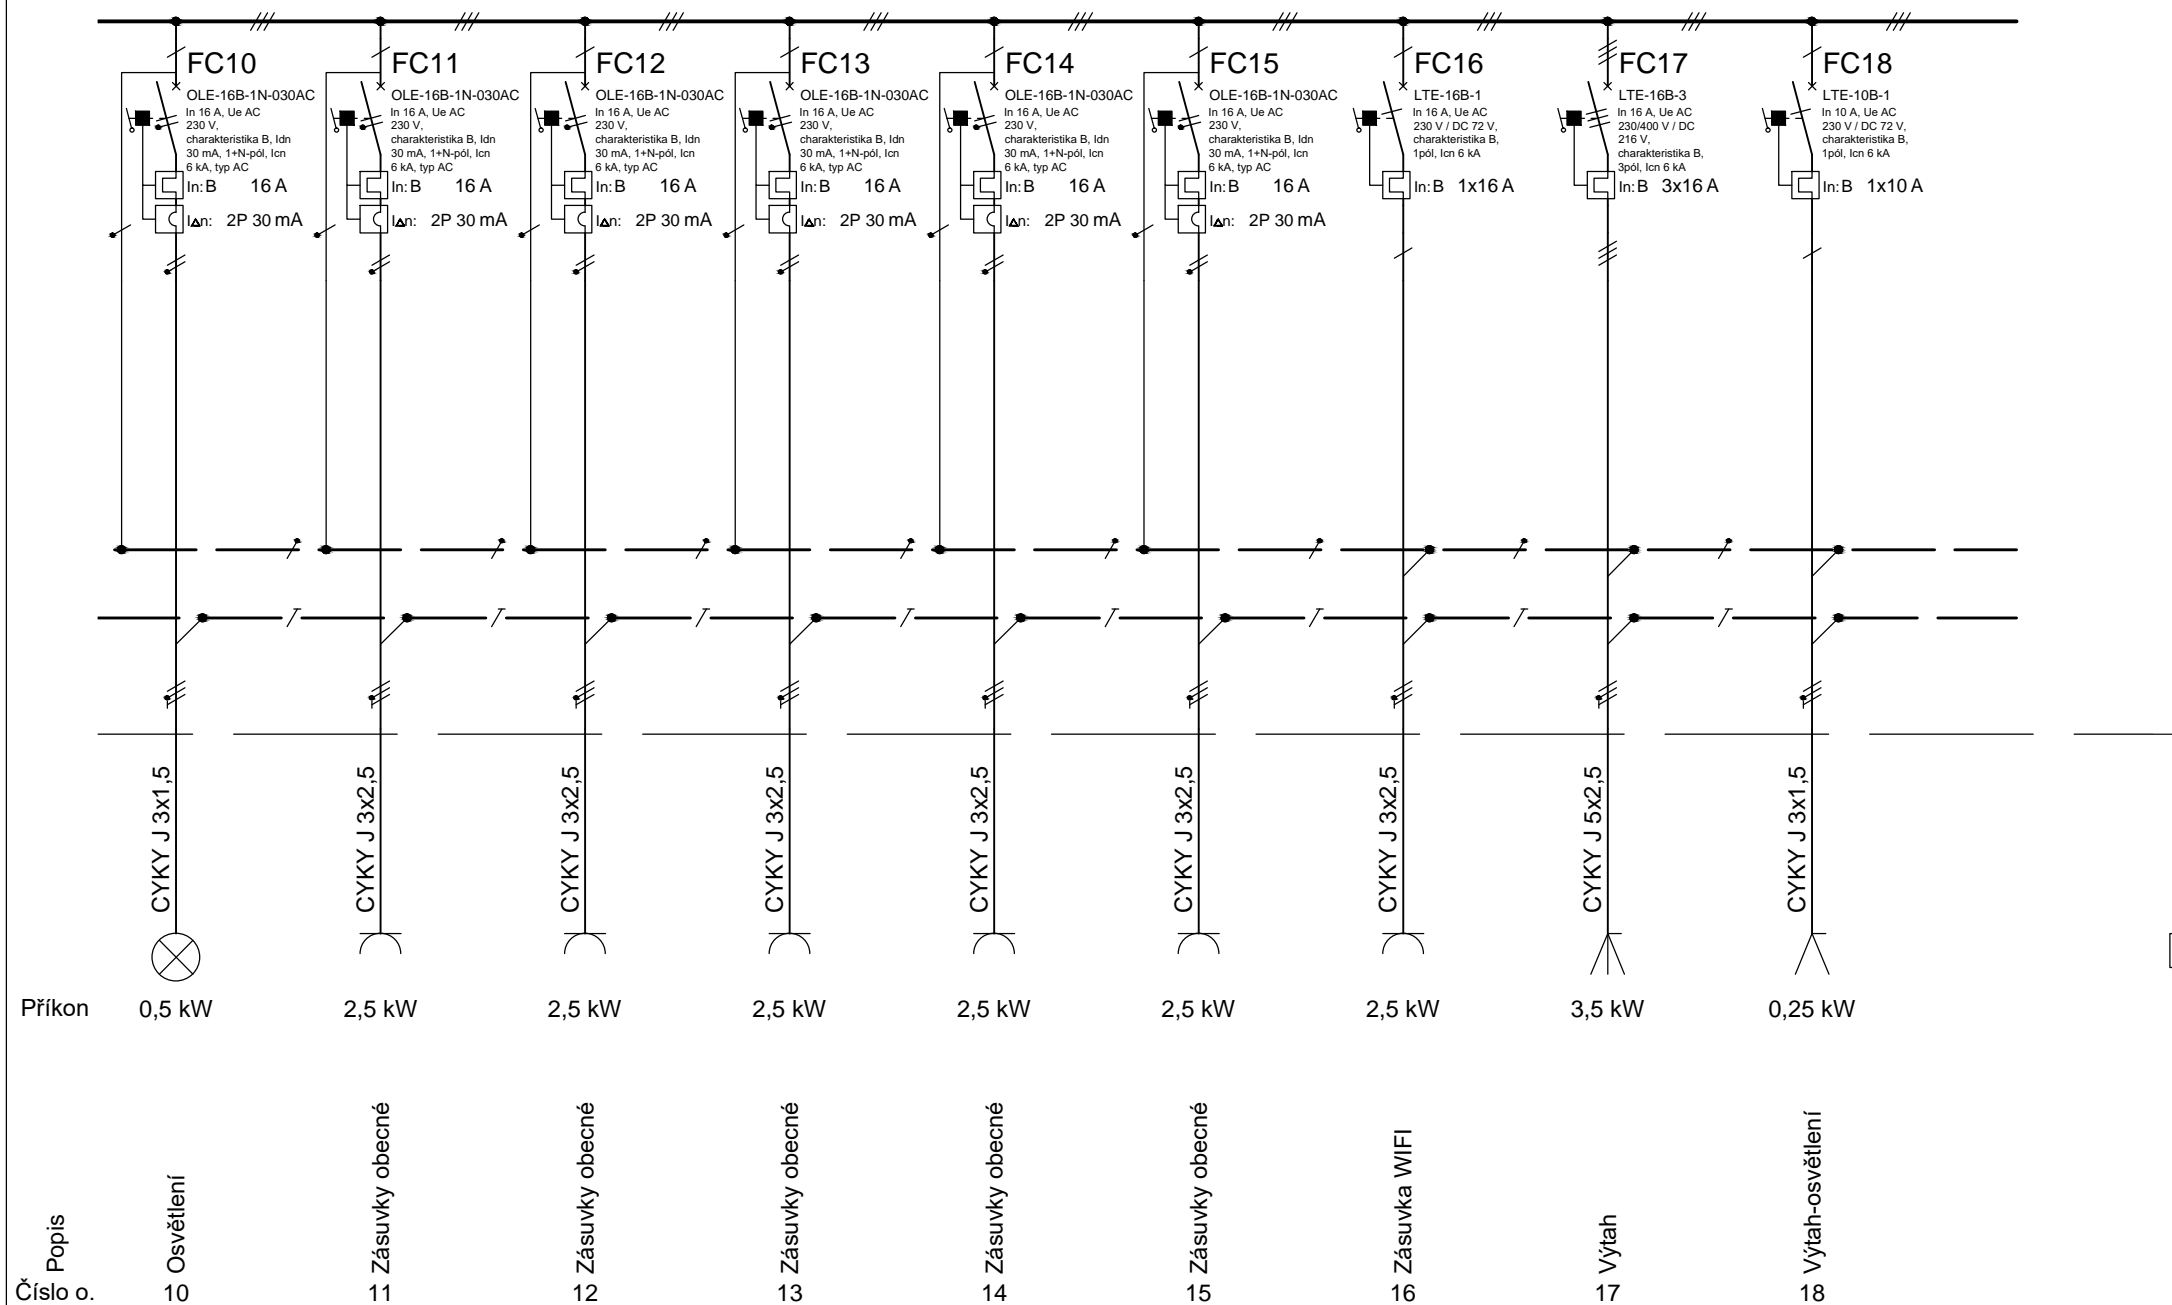 FC10
OLE-16B-1N-030AC
In 16 A, Ue AC
230 V,
charakteristika B, Idn
30 mA, 1+N-pól, Icn
6 kA, typ AC
In: B 16 A
IΔn: 2P 30 mA
FC11
OLE-16B-1N-030AC
In 16 A, Ue AC
230 V,
charakteristika B, Idn
30 mA, 1+N-pól, Icn
6 kA, typ AC
In: B 16 A
IΔn: 2P 30 mA
FC12
OLE-16B-1N-030AC
In 16 A, Ue AC
230 V,
charakteristika B, Idn
30 mA, 1+N-pól, Icn
6 kA, typ AC
In: B 16 A
IΔn: 2P 30 mA
FC13
OLE-16B-1N-030AC
In 16 A, Ue AC
230 V,
charakteristika B, Idn
30 mA, 1+N-pól, Icn
6 kA, typ AC
In: B 16 A
IΔn: 2P 30 mA
FC14
OLE-16B-1N-030AC
In 16 A, Ue AC
230 V,
charakteristika B, Idn
30 mA, 1+N-pól, Icn
6 kA, typ AC
In: B 16 A
IΔn: 2P 30 mA
FC15
OLE-16B-1N-030AC
In 16 A, Ue AC
230 V,
charakteristika B, Idn
30 mA, 1+N-pól, Icn
6 kA, typ AC
In: B 16 A
IΔn: 2P 30 mA
FC16
LTE-16B-1
In 16 A, Ue AC
230 V / DC 72 V,
charakteristika B,
1pól, Icn 6 kA
In: B 1x16 A
FC17
LTE-16B-3
In 16 A, Ue AC
230/400 V / DC
216 V,
charakteristika B,
3pól, Icn 6 kA
In: B 3x16 A
FC18
LTE-10B-1
In 10 A, Ue AC
230 V / DC 72 V,
charakteristika B,
1pól, Icn 6 kA
In: B 1x10 A
CYKY J 3x1,5
CYKY J 3x2,5
CYKY J 3x2,5
CYKY J 3x2,5
CYKY J 3x2,5
CYKY J 3x2,5
CYKY J 3x2,5
CYKY J 5x2,5
CYKY J 3x1,5
Příkon 0,5 kW 2,5 kW 2,5 kW 2,5 kW 2,5 kW 2,5 kW 2,5 kW 3,5 kW 0,25 kW
Popis
Osvětlení
Zásuvky obecné
Zásuvky obecné
Zásuvky obecné
Zásuvky obecné
Zásuvky obecné
Zásuvka WIFI
Výtah
Výtah-osvětlení
Číslo o. 10 11 12 13 14 15 16 17 18